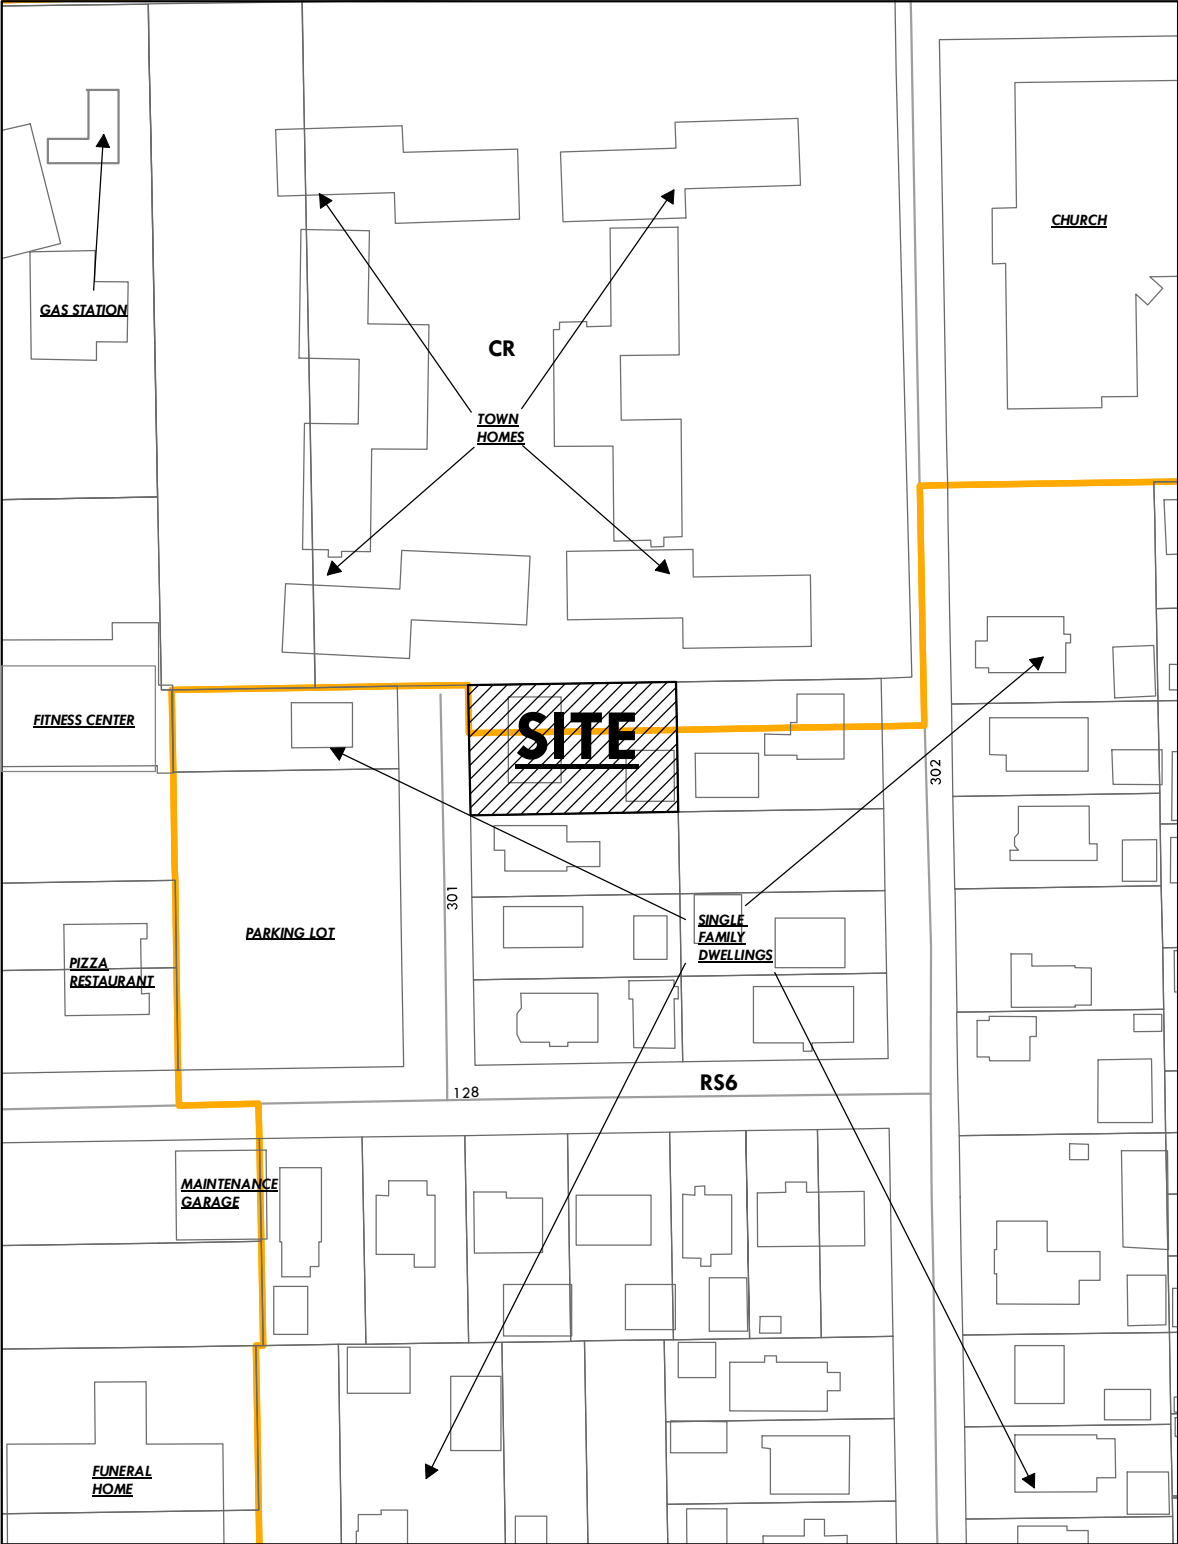 CHURCH
GAS STATION
CR
TOWN
HOMES
FITNESS CENTER
SITE
302
301
PARKING LOT
SINGLE
FAMILY
DWELLINGS
PIZZA
RESTAURANT
RS6
128
MAINTENANCE
GARAGE
FUNERAL
HOME